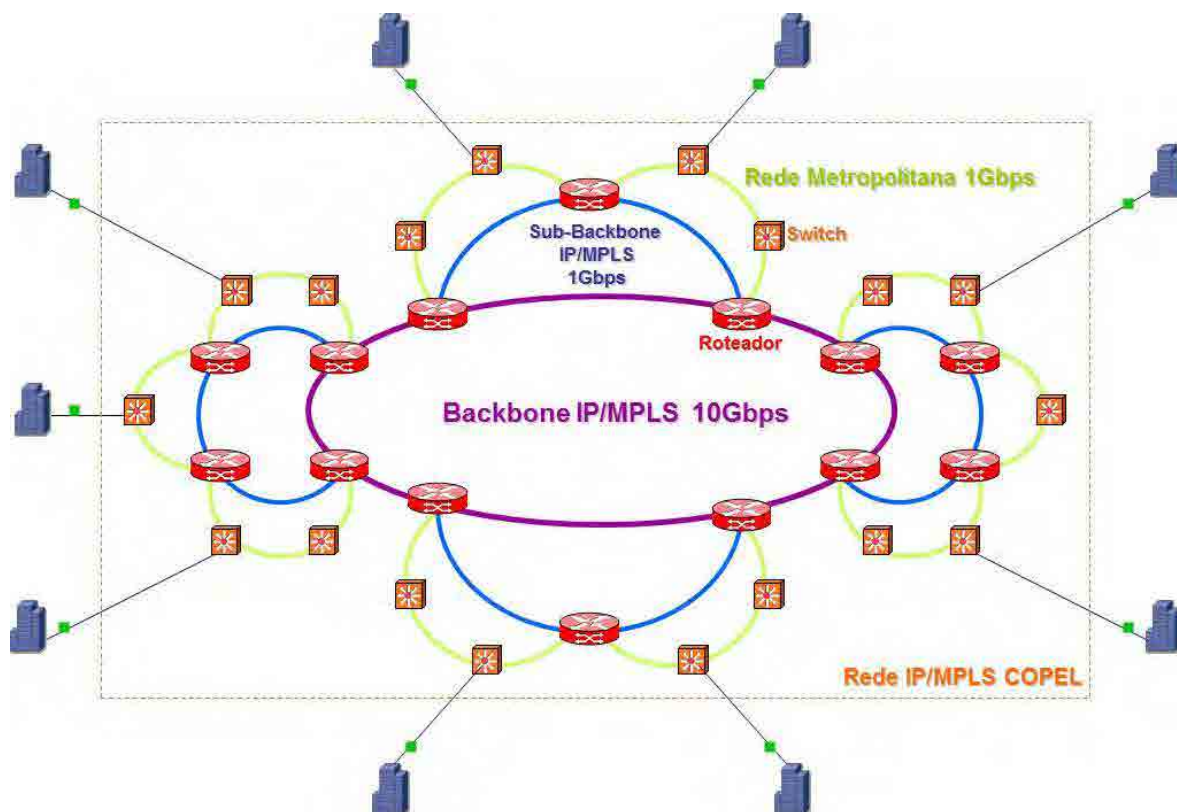 Rede Metropolitana 1Gbps
Sub-Backbone
IP/MPLS
1Gbps
Switch
Roteador
Backbone IP/MPLS 10Gbps
Rede IP/MPLS COPEL